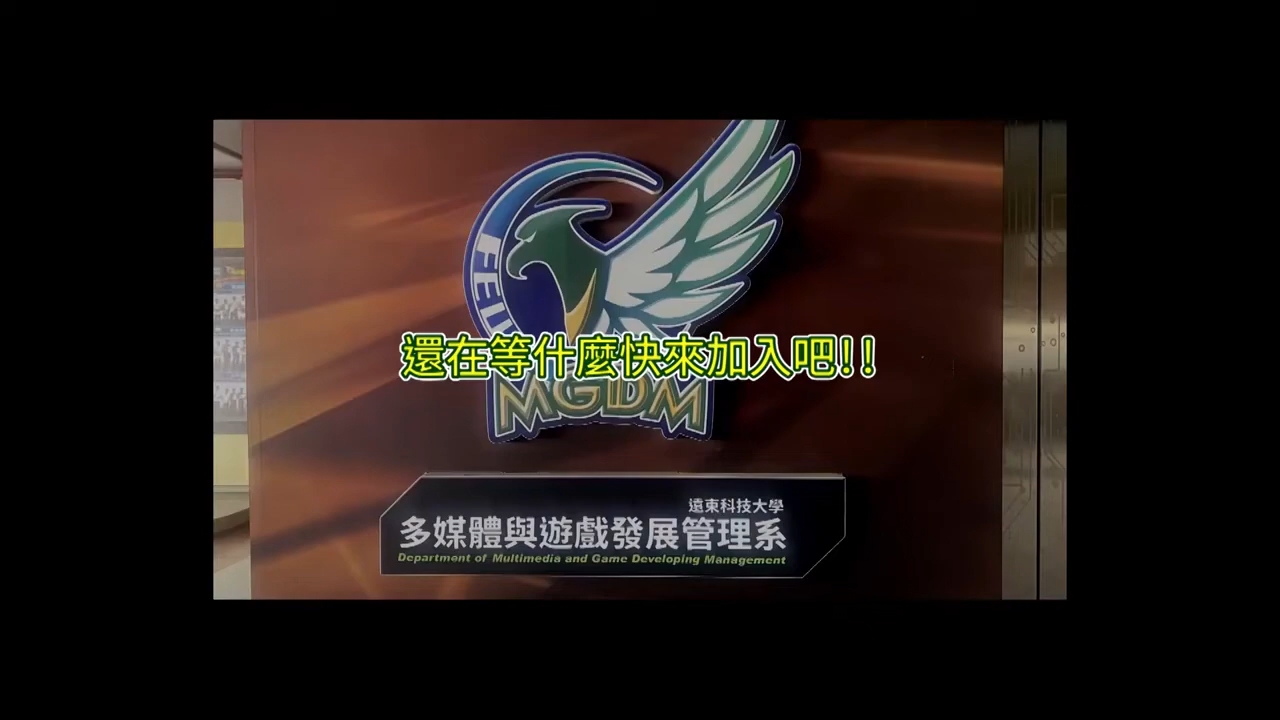 還在等什麼快來加入吧!!
MGDM
遠東科技大學
多媒體與遊戲發展管理系
Department of Multimedia and Game Developing Management